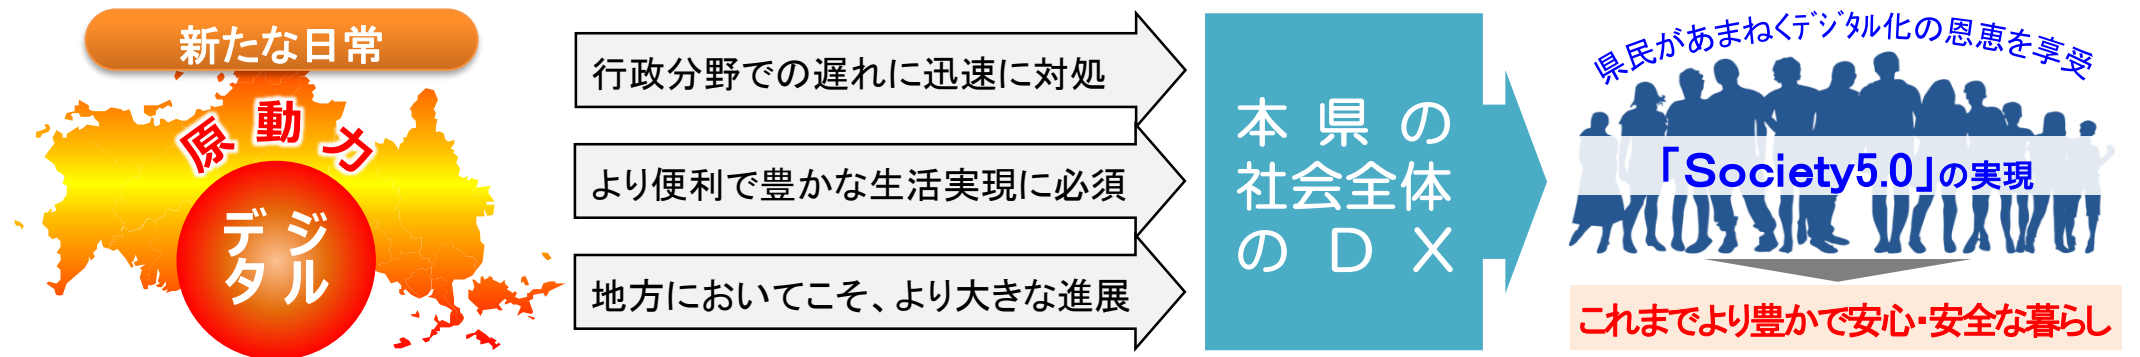 新たな日常
原動力
デジ
タル
行政分野での遅れに迅速に対処
より便利で豊かな生活実現に必須
地方においてこそ、より大きな進展
本県の
社会全体
のDX
県民があまねくﾃﾞｼﾞﾀﾙ化の恩恵を享受
「Society5.0」の実現
これまでより豊かで安心・安全な暮らし